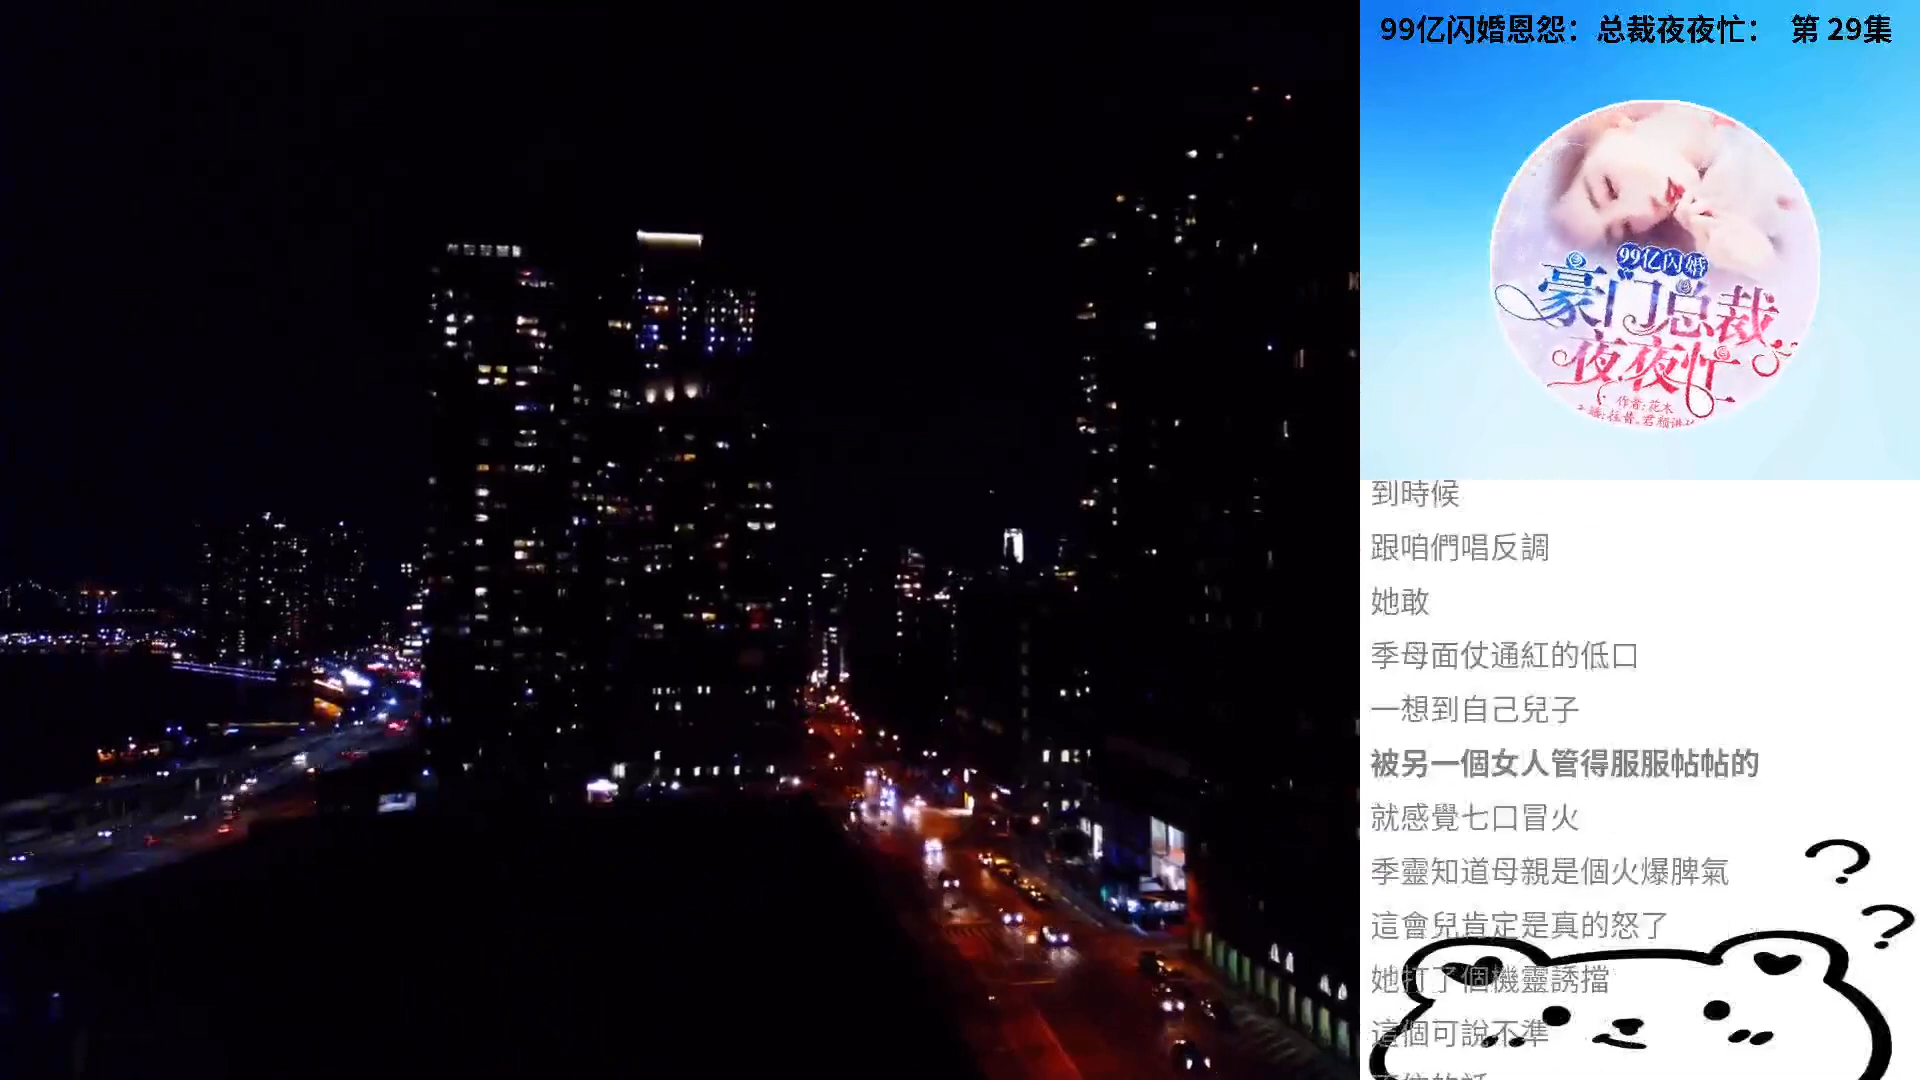 99亿闪婚恩怨：总裁夜夜忙： 第 29集
99亿闪婚
豪门总裁
夜夜忙
作者:花木
到時候
跟咱們唱反調
她敢
季母面仗通紅的低口
一想到自己兒子
被另一個女人管得服服帖帖的
就感覺七口冒火
季靈知道母親是個火爆脾氣
這會兒肯定是真的怒了
她打了個機靈誘擋
這個可說不準